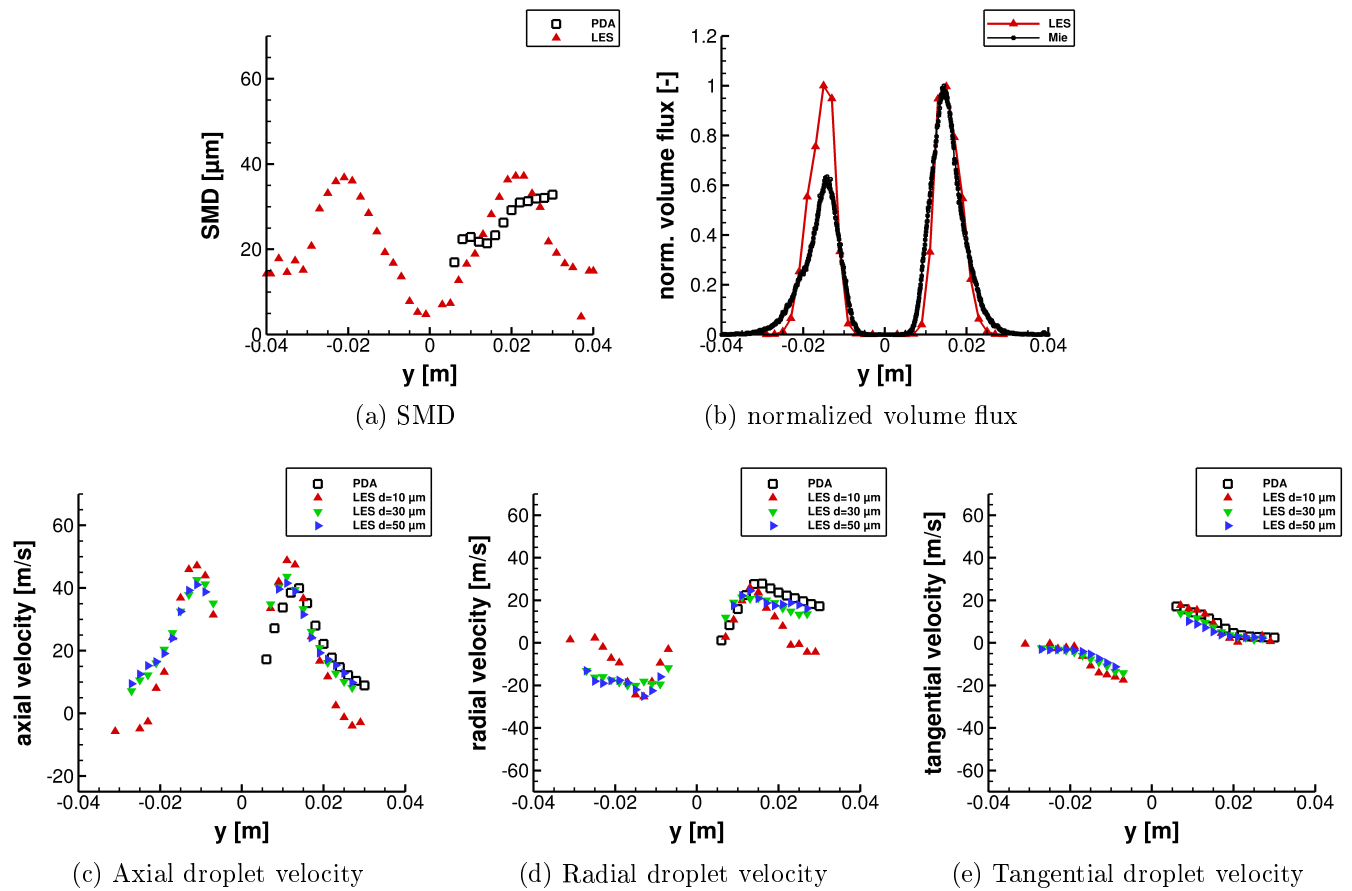 PDA
LES
SMD [µm]
60
40
20
0
-0.04 -0.02 0 0.02 0.04
y [m]
(a) SMD
LES
Mie
norm. volume flux [-]
1.2
1
0.8
0.6
0.4
0.2
0
-0.04 -0.02 0 0.02 0.04
y [m]
(b) normalized volume flux
PDA
LES d=10 µm
LES d=30 µm
LES d=50 µm
axial velocity [m/s]
60
40
20
0
-20
-0.04 -0.02 0 0.02 0.04
y [m]
(c) Axial droplet velocity
PDA
LES d=10 µm
LES d=30 µm
LES d=50 µm
radial velocity [m/s]
60
40
20
0
-20
-40
-60
-0.04 -0.02 0 0.02 0.04
y [m]
(d) Radial droplet velocity
PDA
LES d=10 µm
LES d=30 µm
LES d=50 µm
tangential velocity [m/s]
60
40
20
0
-20
-40
-60
-0.04 -0.02 0 0.02 0.04
y [m]
(e) Tangential droplet velocity